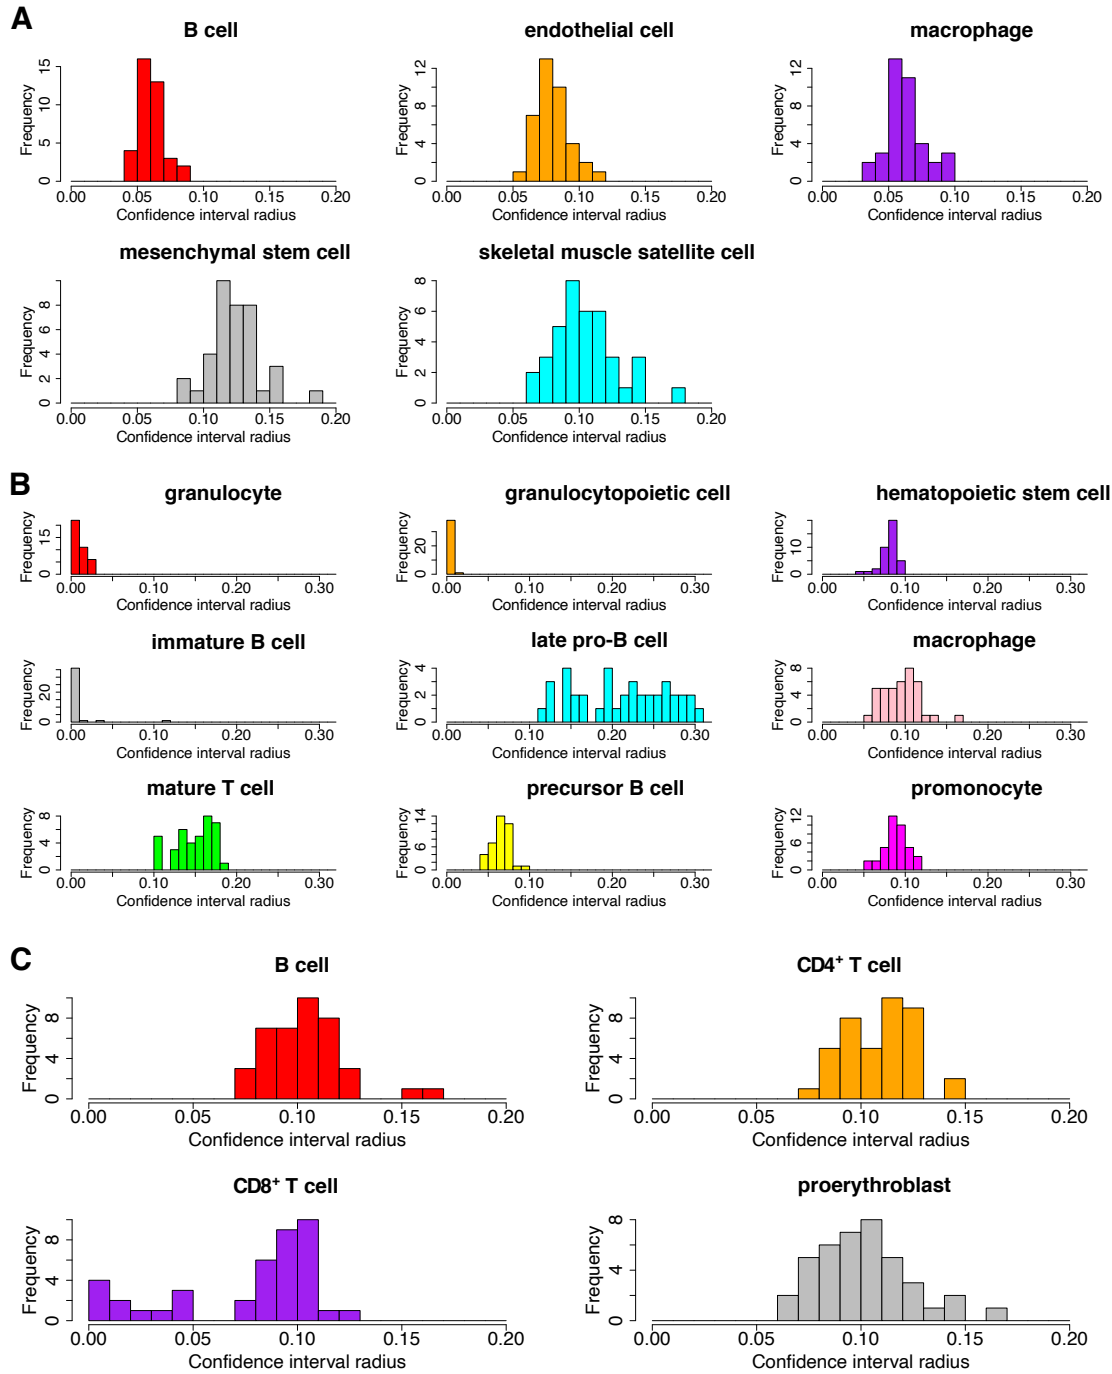 A
B cell
endothelial cell
macrophage
Frequency
0 5 10 15
0.00 0.05 0.10 0.15 0.20
Confidence interval radius
Frequency
0 4 8 12
0.00 0.05 0.10 0.15 0.20
Confidence interval radius
Frequency
0 4 8 12
0.00 0.05 0.10 0.15 0.20
Confidence interval radius
mesenchymal stem cell
skeletal muscle satellite cell
Frequency
0 2 4 6 8
0.00 0.05 0.10 0.15 0.20
Confidence interval radius
Frequency
0 2 4 6 8
0.00 0.05 0.10 0.15 0.20
Confidence interval radius
B
granulocyte
granulocytopoietic cell
hematopoietic stem cell
Frequency
0 15
0.00 0.10 0.20 0.30
Confidence interval radius
Frequency
0 20
0.00 0.10 0.20 0.30
Confidence interval radius
Frequency
0 10
0.00 0.10 0.20 0.30
Confidence interval radius
immature B cell
late pro-B cell
macrophage
Frequency
0 20
0.00 0.10 0.20 0.30
Confidence interval radius
Frequency
0 2 4
0.00 0.10 0.20 0.30
Confidence interval radius
Frequency
0 4 8
0.00 0.10 0.20 0.30
Confidence interval radius
mature T cell
precursor B cell
promonocyte
Frequency
0 4 8
0.00 0.10 0.20 0.30
Confidence interval radius
Frequency
0 6 14
0.00 0.10 0.20 0.30
Confidence interval radius
Frequency
0 6 12
0.00 0.10 0.20 0.30
Confidence interval radius
C
B cell
CD4⁺ T cell
Frequency
0 4 8
0.00 0.05 0.10 0.15 0.20
Confidence interval radius
Frequency
0 4 8
0.00 0.05 0.10 0.15 0.20
Confidence interval radius
CD8⁺ T cell
proerythroblast
Frequency
0 4 8
0.00 0.05 0.10 0.15 0.20
Confidence interval radius
Frequency
0 4 8
0.00 0.05 0.10 0.15 0.20
Confidence interval radius